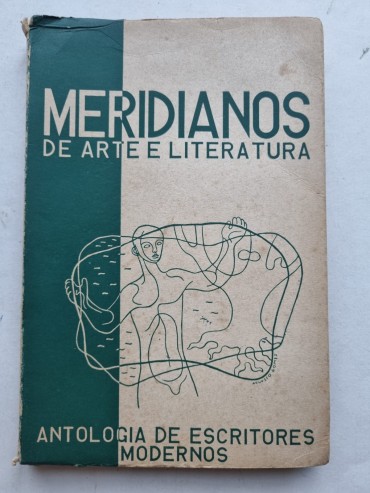 MERIDIANOS
DE ARTE E LITERATURA
ANTOLOGIA DE ESCRITORES
MODERNOS